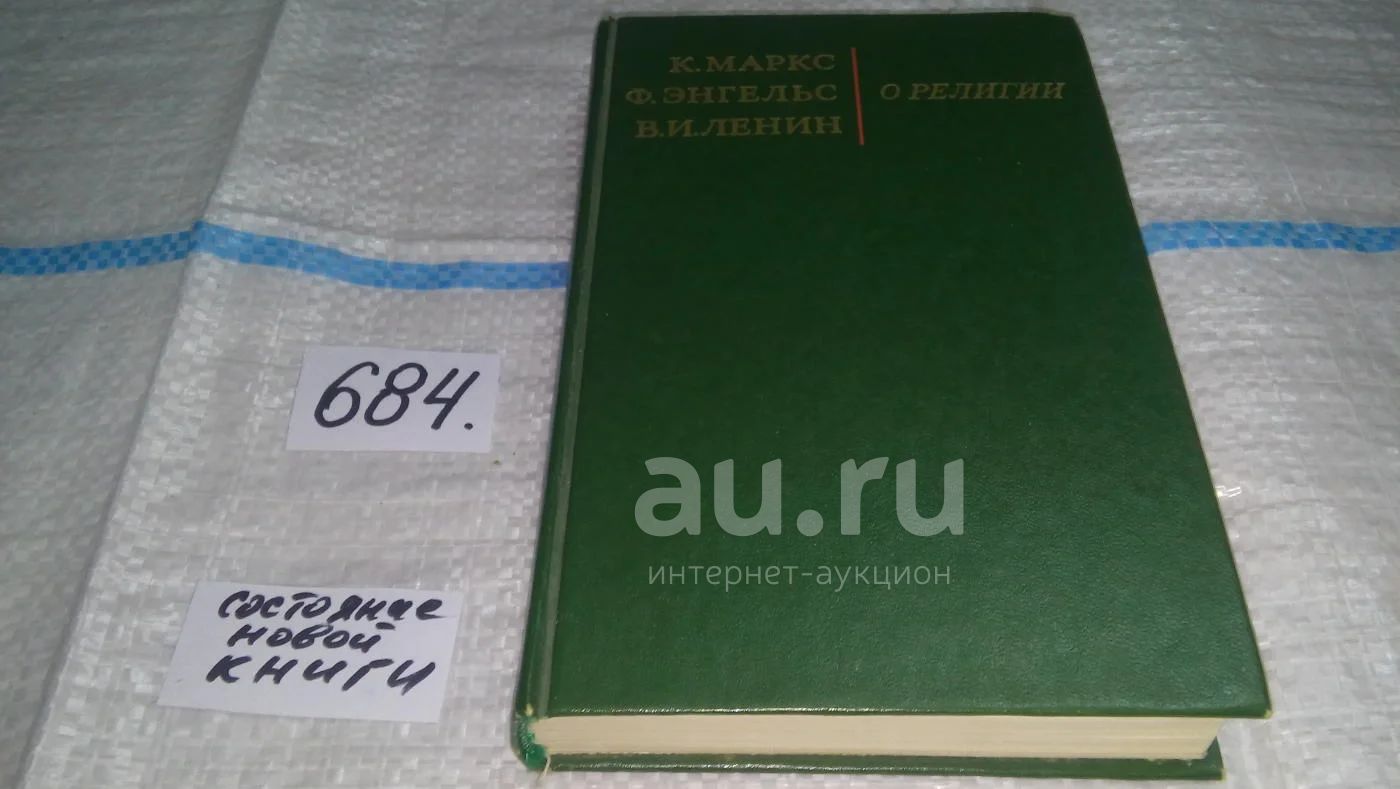 К. МАРКС
Ф. ЭНГЕЛЬС
В. И. ЛЕНИН
О РЕЛИГИИ
684.
состояние
новой
книги
au.ru
интернет-аукцион